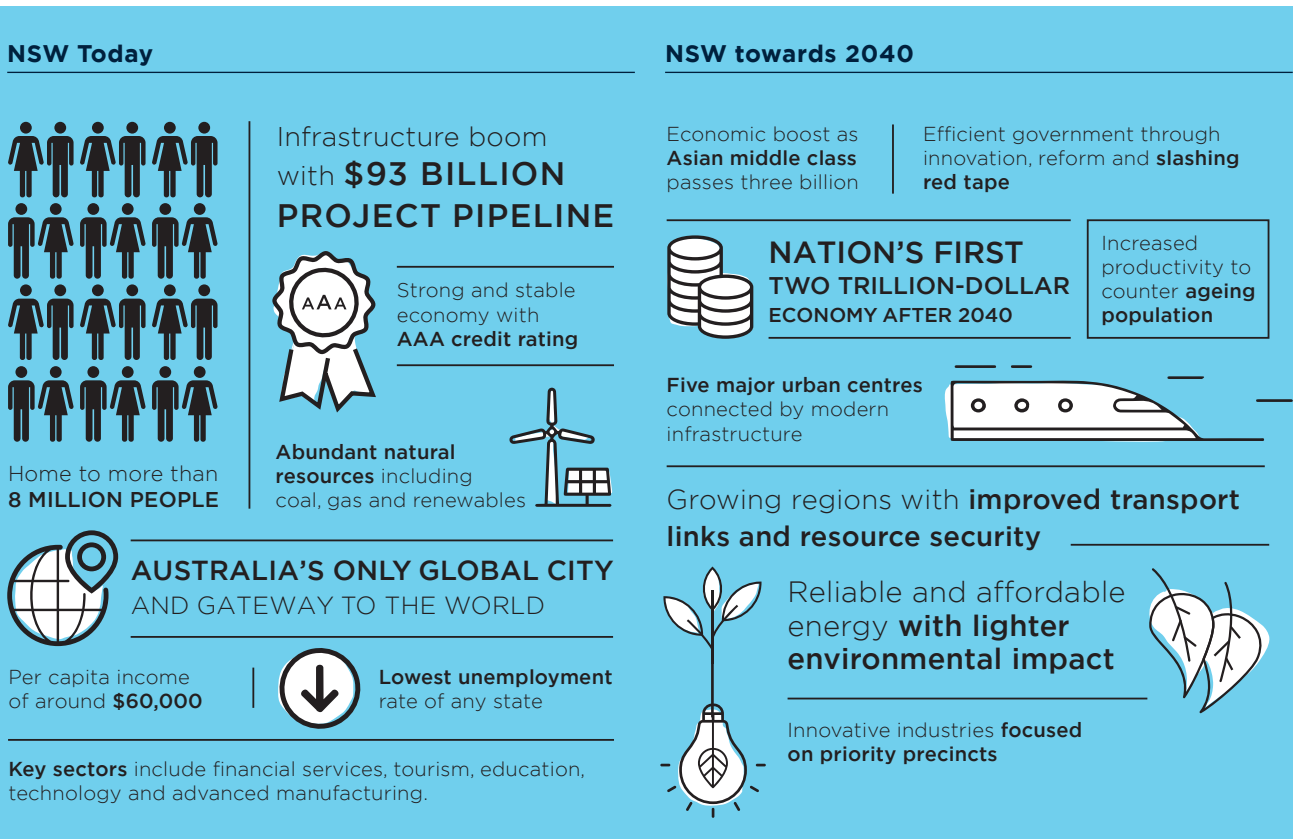 NSW Today
Infrastructure boom
with $93 BILLION
PROJECT PIPELINE
AAA
Strong and stable
economy with
AAA credit rating
Abundant natural
resources including
coal, gas and renewables
Home to more than
8 MILLION PEOPLE
AUSTRALIA'S ONLY GLOBAL CITY
AND GATEWAY TO THE WORLD
Per capita income
of around $60,000
Lowest unemployment
rate of any state
Key sectors include financial services, tourism, education,
technology and advanced manufacturing.
NSW towards 2040
Economic boost as
Asian middle class
passes three billion
Efficient government through
innovation, reform and slashing
red tape
NATION'S FIRST
TWO TRILLION-DOLLAR
ECONOMY AFTER 2040
Increased
productivity to
counter ageing
population
Five major urban centres
connected by modern
infrastructure
Growing regions with improved transport
links and resource security
Reliable and affordable
energy with lighter
environmental impact
Innovative industries focused
on priority precincts